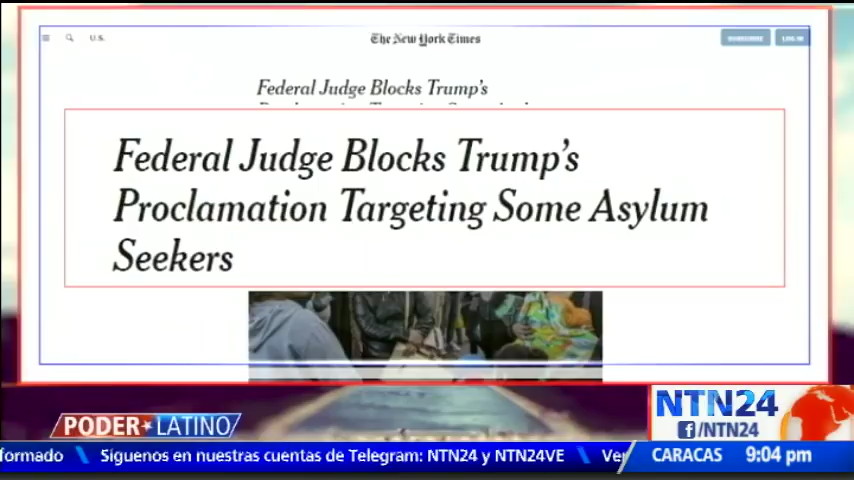 U.S.
The New York Times
SUBSCRIBE
LOG IN
Federal Judge Blocks Trump's
Federal Judge Blocks Trump's
Proclamation Targeting Some Asylum
Seekers
NTN24
f/NTN24
PODER★LATINO
formado \ Síguenos en nuestras cuentas de Telegram: NTN24 y NTN24VE \ Ver
CARACAS 9:04 pm